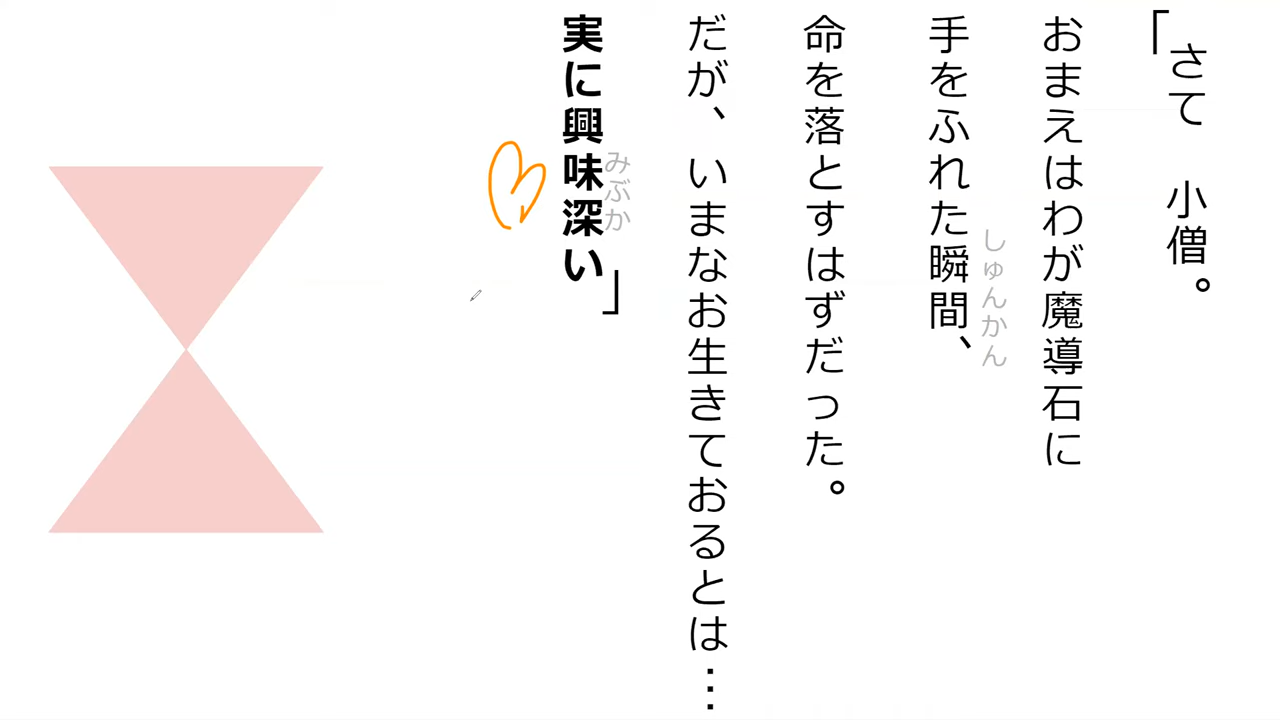 「さて　小僧。
おまえはわが魔導石に
手をふれた瞬間、
しゅんかん
命を落とすはずだった。
だが、いまなお生きておるとは…
実に興味深い」
みぶか